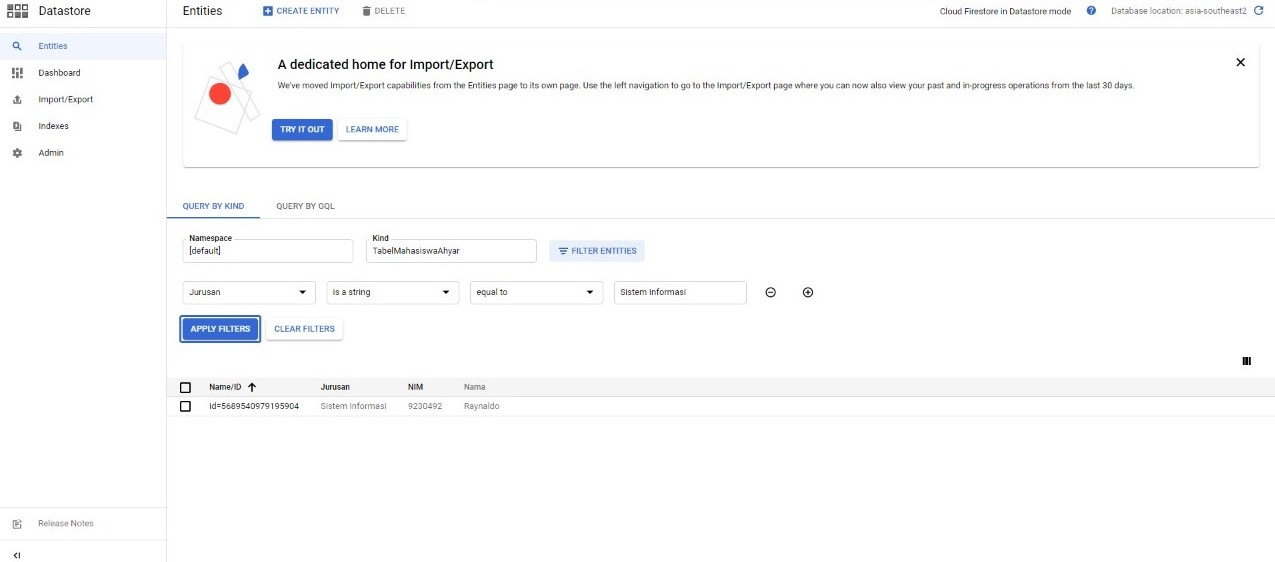 Datastore
Entities CREATE ENTITY DELETE Cloud Firestore in Datastore mode Database location: asia-southeast2
Entities
Dashboard
Import/Export
Indexes
Admin
Release Notes
A dedicated home for Import/Export
We've moved Import/Export capabilities from the Entities page to its own page. Use the left navigation to go to the Import/Export page where you can now also view your past and in-progress operations from the last 30 days.
TRY IT OUT LEARN MORE
QUERY BY KIND QUERY BY GQL
Namespace Kind
[default] TabelMahasiswaAhyar FILTER ENTITIES
Jurusan is a string equal to Sistem Informasi
APPLY FILTERS CLEAR FILTERS
Name/ID Jurusan NIM Nama
id=5689540979195904 Sistem Informasi 9230492 Raynaldo